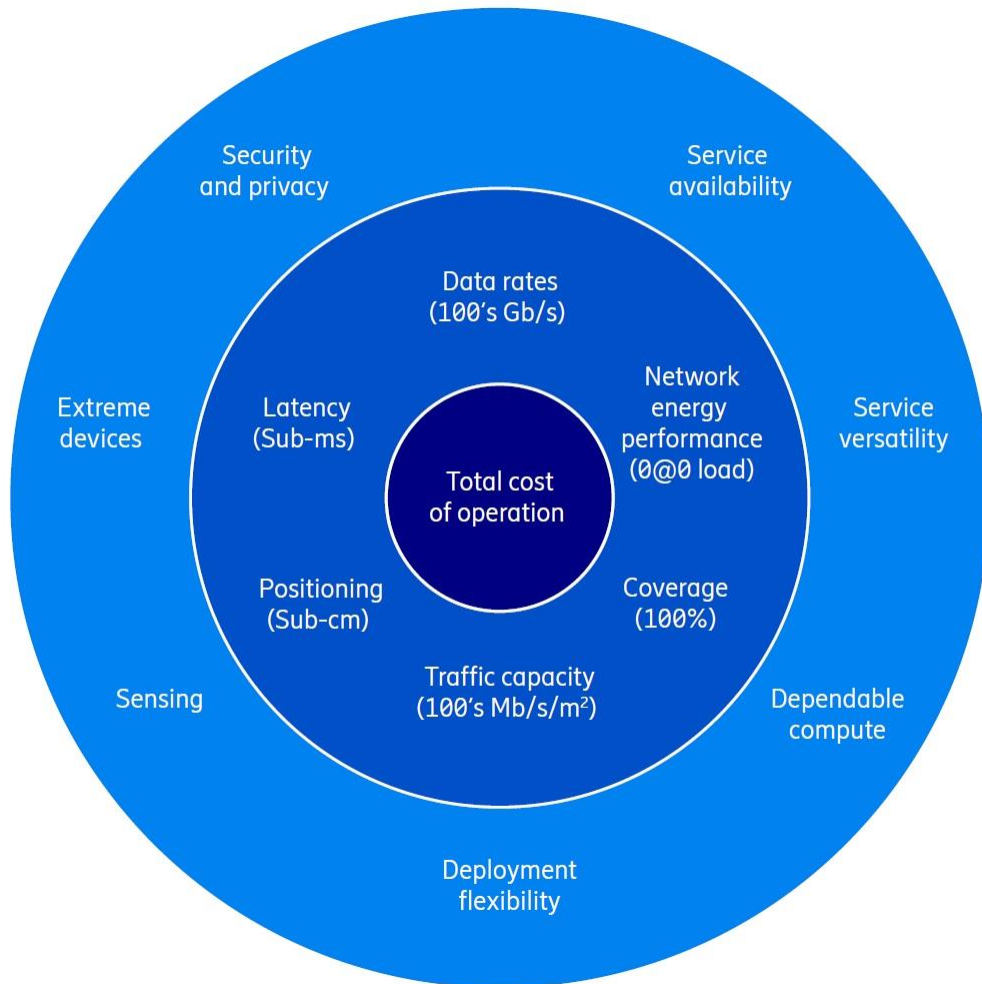 Security
and privacy
Service
availability
Data rates
(100’s Gb/s)
Network
energy
performance
(0@0 load)
Latency
(Sub-ms)
Extreme
devices
Service
versatility
Total cost
of operation
Positioning
(Sub-cm)
Coverage
(100%)
Traffic capacity
(100’s Mb/s/m²)
Sensing
Dependable
compute
Deployment
flexibility